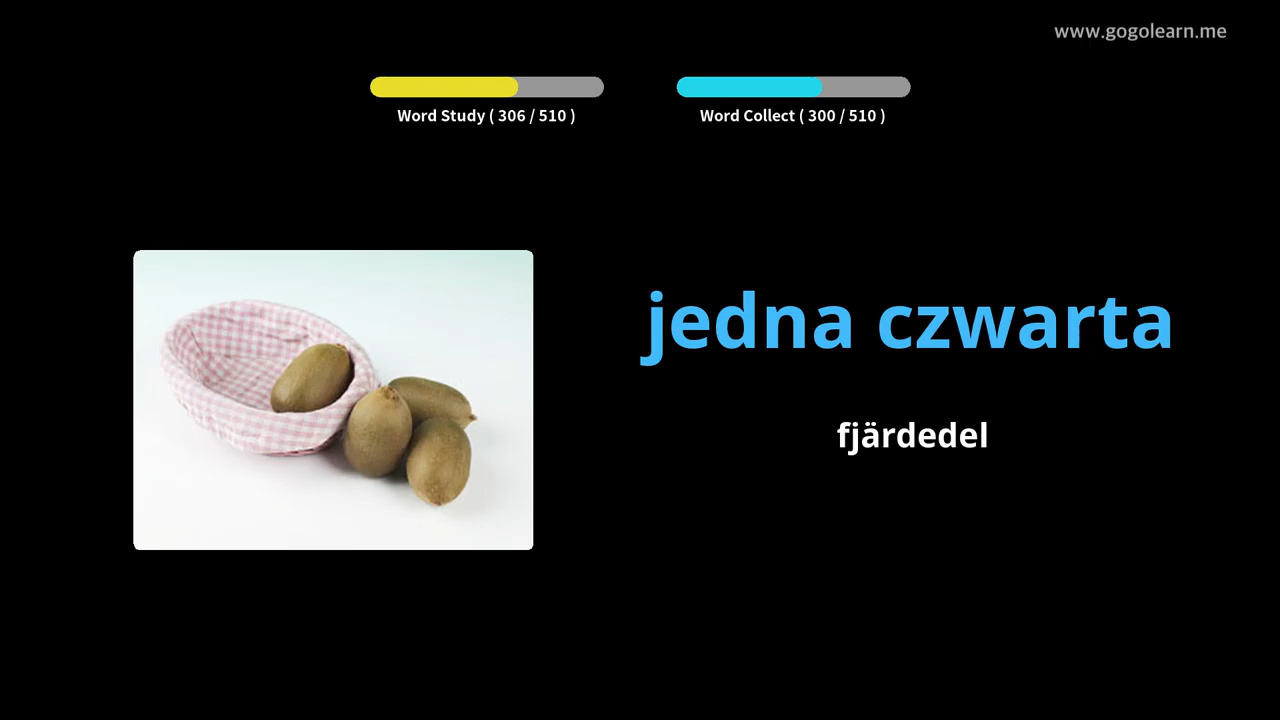 www.gogolearn.me
Word Study ( 306 / 510 )
Word Collect ( 300 / 510 )
jedna czwarta
fjärdedel